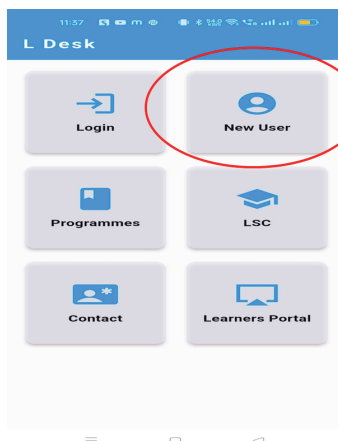 11:57
L Desk
Login
New User
Programmes
LSC
Contact
Learners Portal